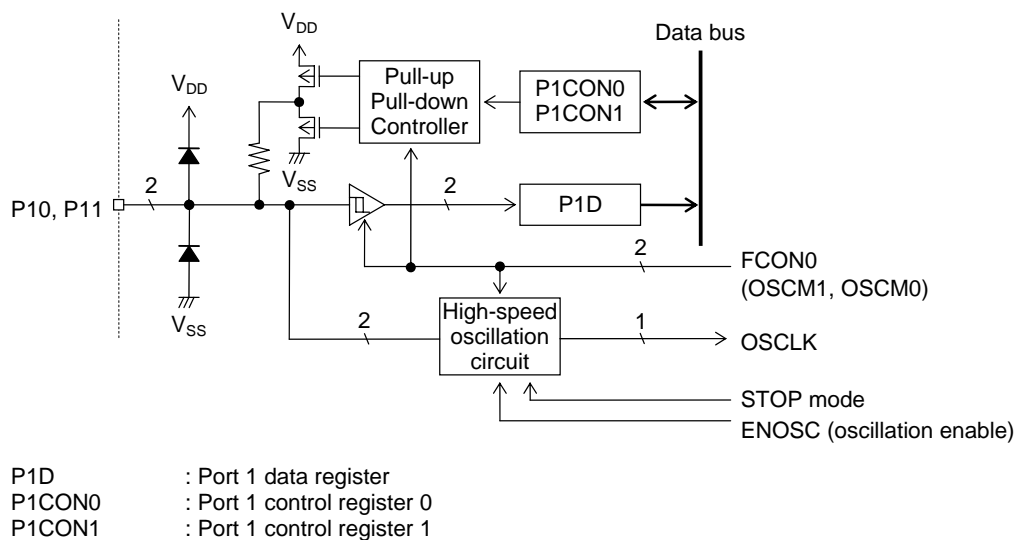 Data bus
VDD
VDD
Pull-up
Pull-down
Controller
P1CON0
P1CON1
VSS
P10, P11
2
2
P1D
2
FCON0
(OSCM1, OSCM0)
VSS
2
High-speed
oscillation
circuit
1
OSCLK
STOP mode
ENOSC (oscillation enable)
P1D : Port 1 data register
P1CON0 : Port 1 control register 0
P1CON1 : Port 1 control register 1